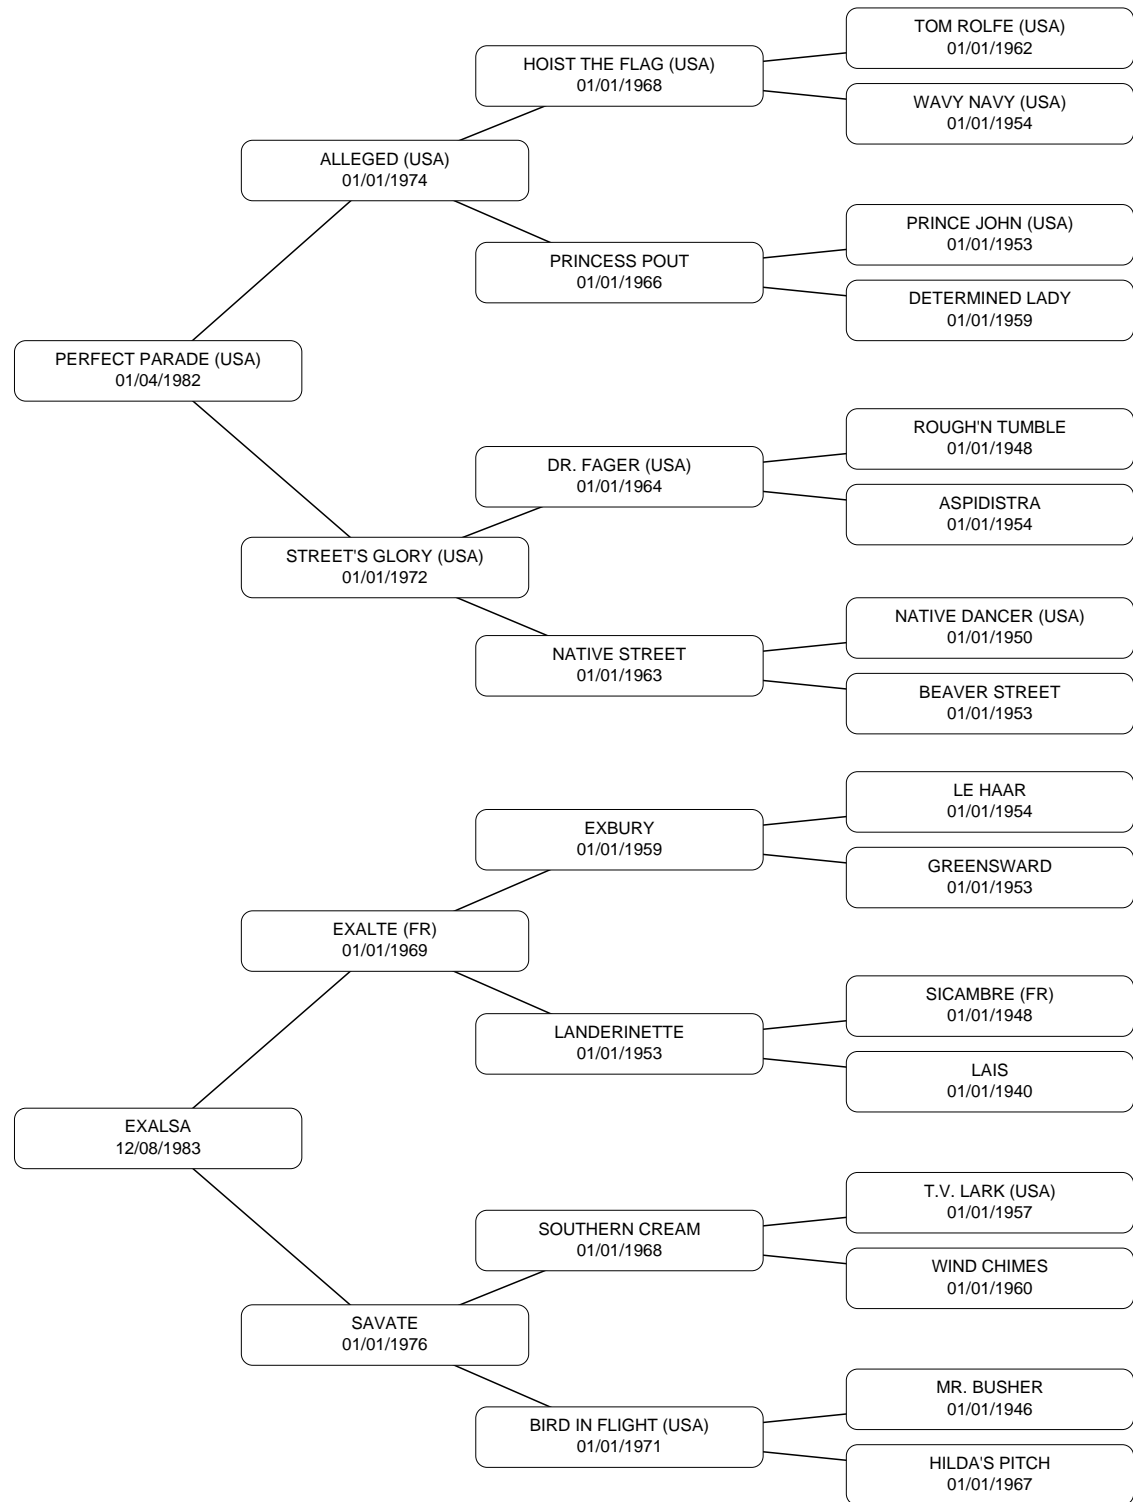 TOM ROLFE (USA)
01/01/1962
HOIST THE FLAG (USA)
01/01/1968
WAVY NAVY (USA)
01/01/1954
ALLEGED (USA)
01/01/1974
PRINCE JOHN (USA)
01/01/1953
PRINCESS POUT
01/01/1966
DETERMINED LADY
01/01/1959
PERFECT PARADE (USA)
01/04/1982
ROUGH'N TUMBLE
01/01/1948
DR. FAGER (USA)
01/01/1964
ASPIDISTRA
01/01/1954
STREET'S GLORY (USA)
01/01/1972
NATIVE DANCER (USA)
01/01/1950
NATIVE STREET
01/01/1963
BEAVER STREET
01/01/1953
LE HAAR
01/01/1954
EXBURY
01/01/1959
GREENSWARD
01/01/1953
EXALTE (FR)
01/01/1969
SICAMBRE (FR)
01/01/1948
LANDERINETTE
01/01/1953
LAIS
01/01/1940
EXALSA
12/08/1983
T.V. LARK (USA)
01/01/1957
SOUTHERN CREAM
01/01/1968
WIND CHIMES
01/01/1960
SAVATE
01/01/1976
MR. BUSHER
01/01/1946
BIRD IN FLIGHT (USA)
01/01/1971
HILDA'S PITCH
01/01/1967